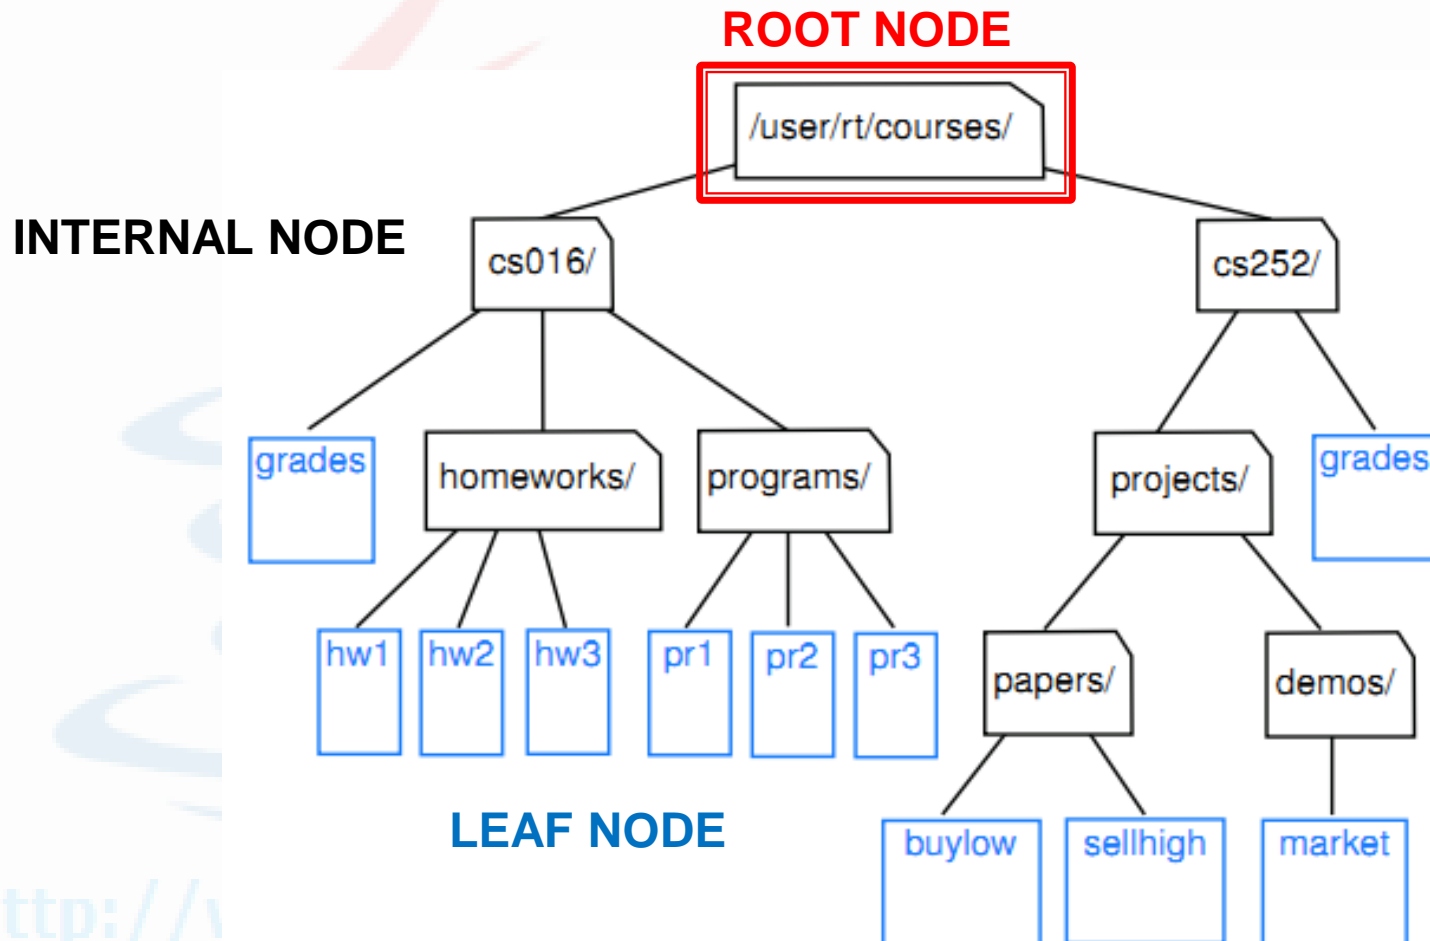 ROOT NODE
/user/rt/courses/
INTERNAL NODE
cs016/
cs252/
grades
homeworks/
programs/
projects/
grades
hw1
hw2
hw3
pr1
pr2
pr3
papers/
demos/
LEAF NODE
buylow
sellhigh
market